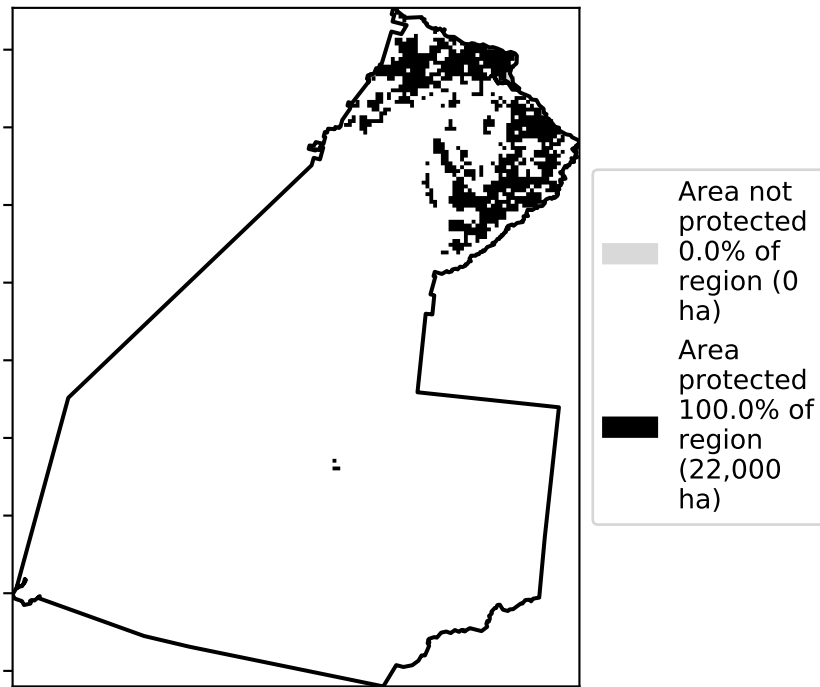 Area not
protected
0.0% of
region (0
ha)
Area
protected
100.0% of
region
(22,000
ha)